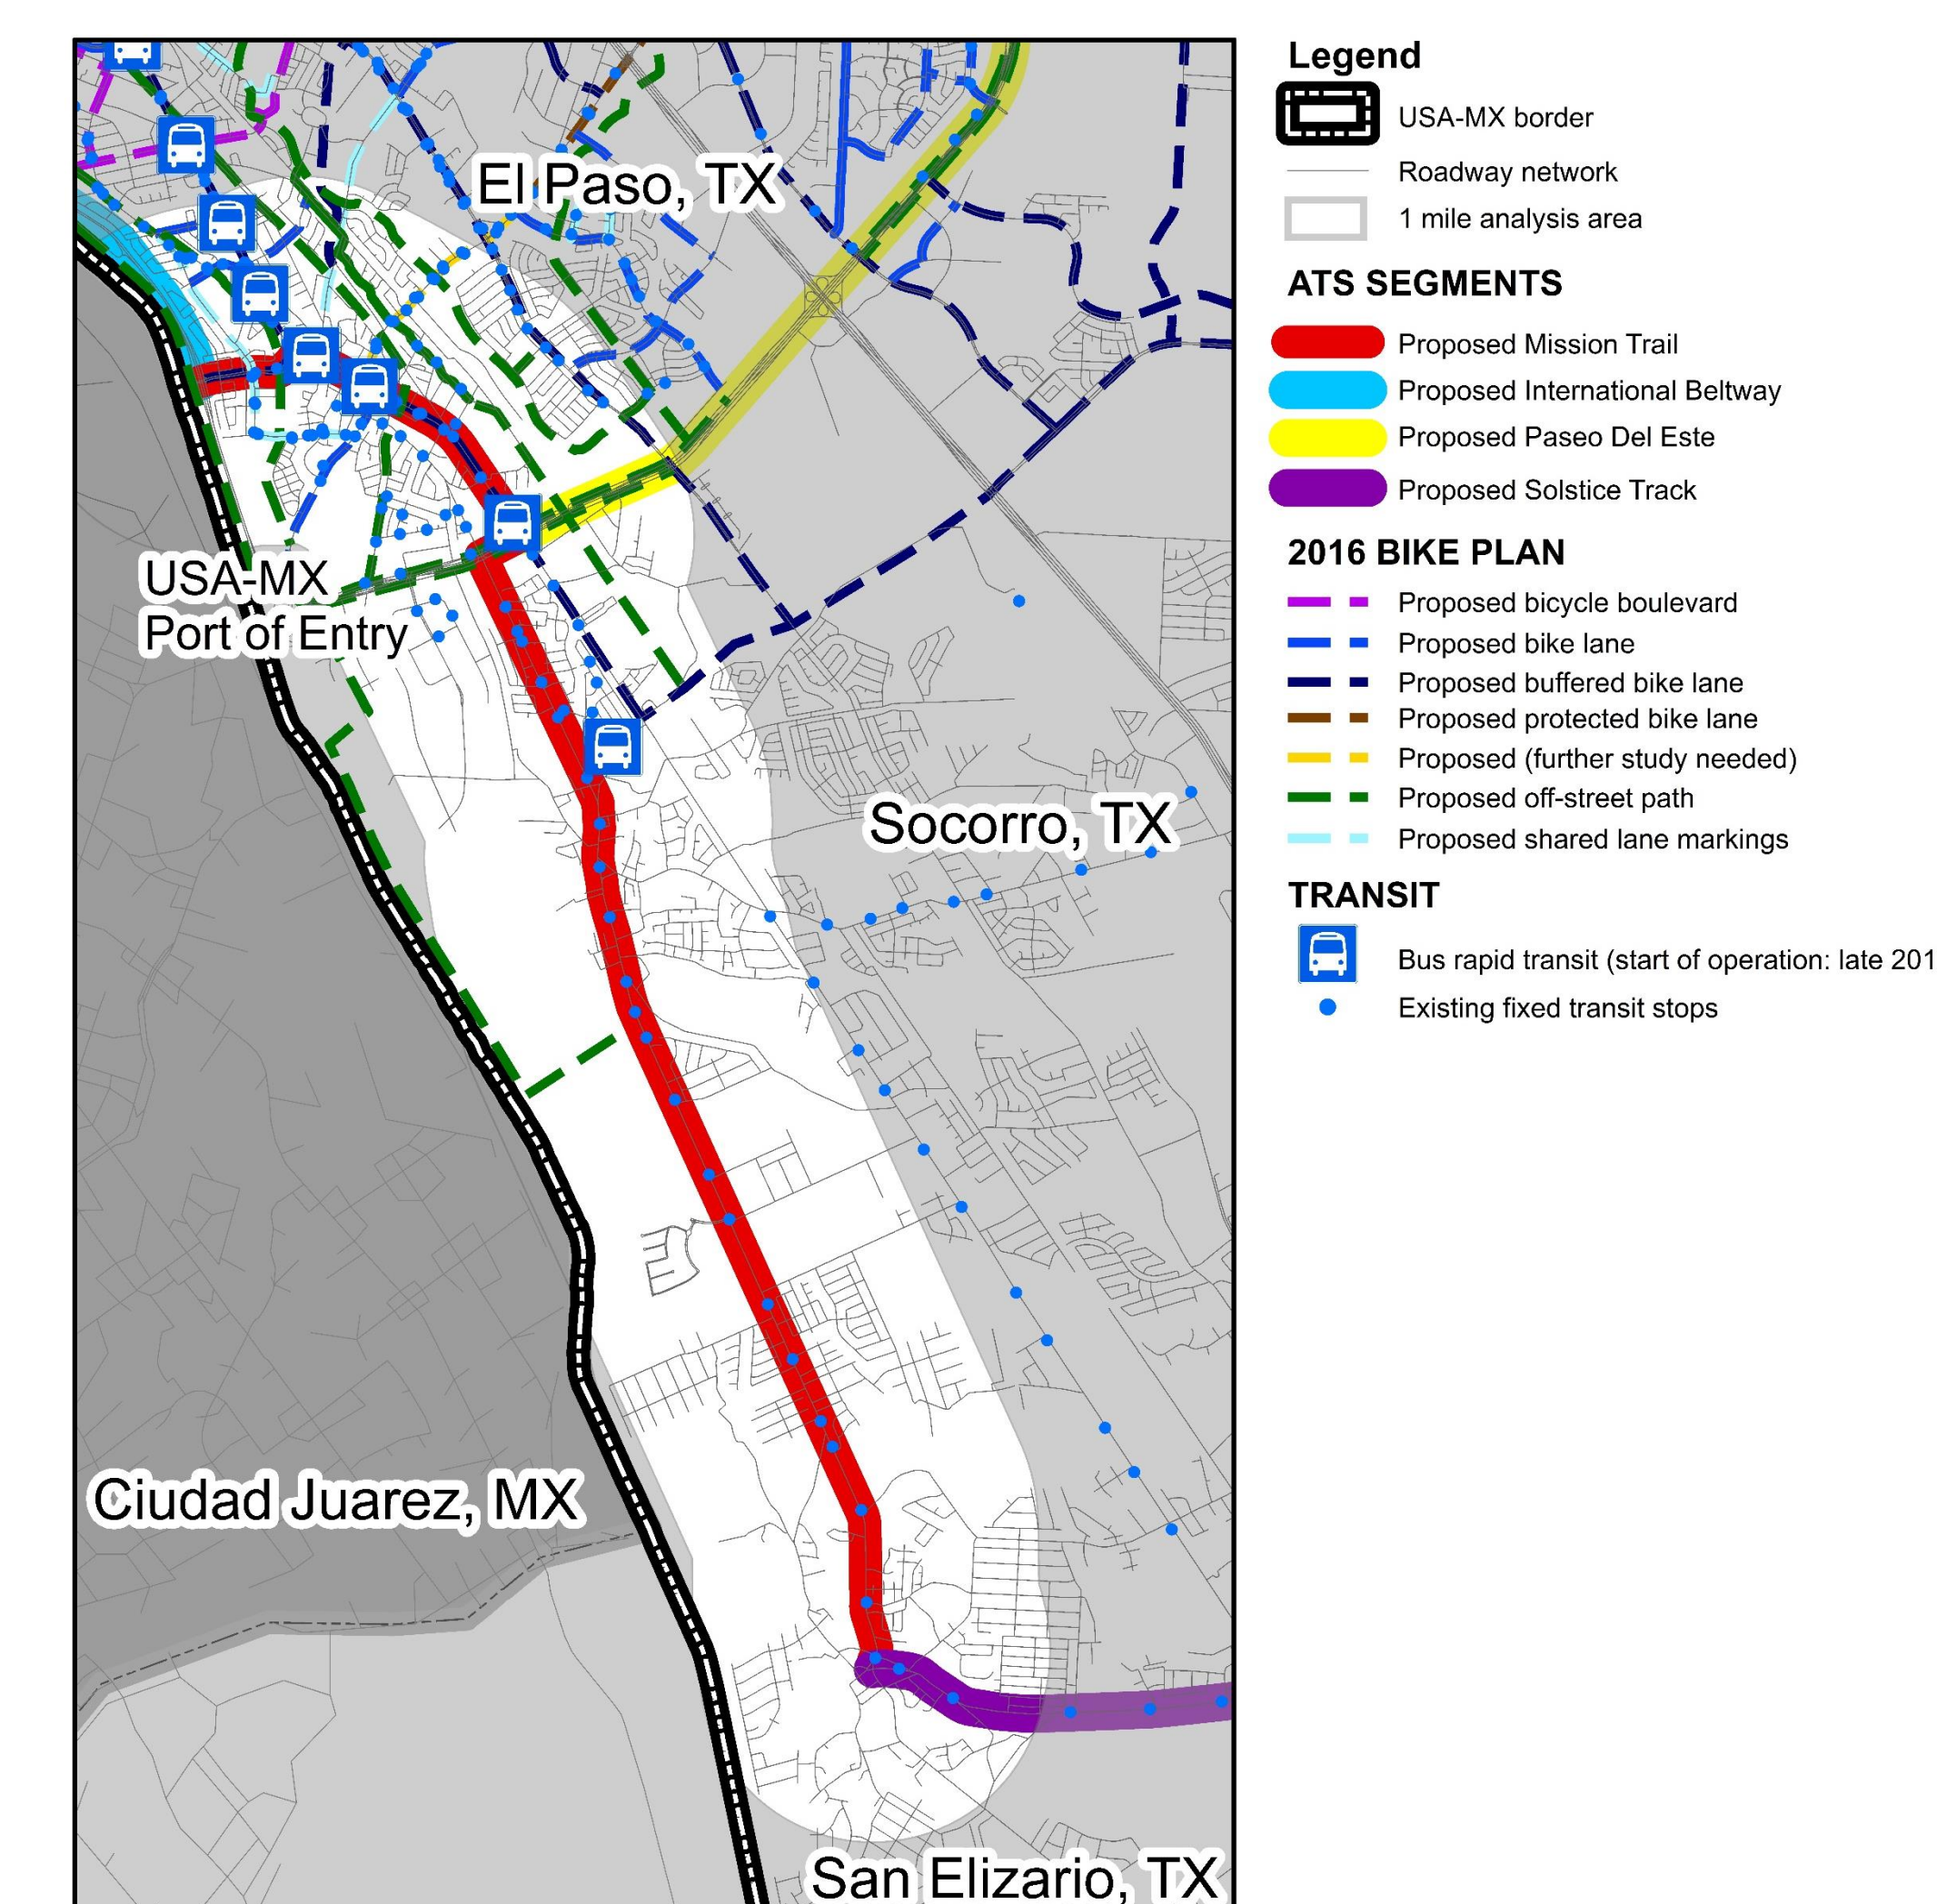 El Paso, TX
USA-MX
Port of Entry
Socorro, TX
Ciudad Juarez, MX
San Elizario, TX
Legend
USA-MX border
Roadway network
1 mile analysis area
ATS SEGMENTS
Proposed Mission Trail
Proposed International Beltway
Proposed Paseo Del Este
Proposed Solstice Track
2016 BIKE PLAN
Proposed bicycle boulevard
Proposed bike lane
Proposed buffered bike lane
Proposed protected bike lane
Proposed (further study needed)
Proposed off-street path
Proposed shared lane markings
TRANSIT
Bus rapid transit (start of operation: late 201
Existing fixed transit stops